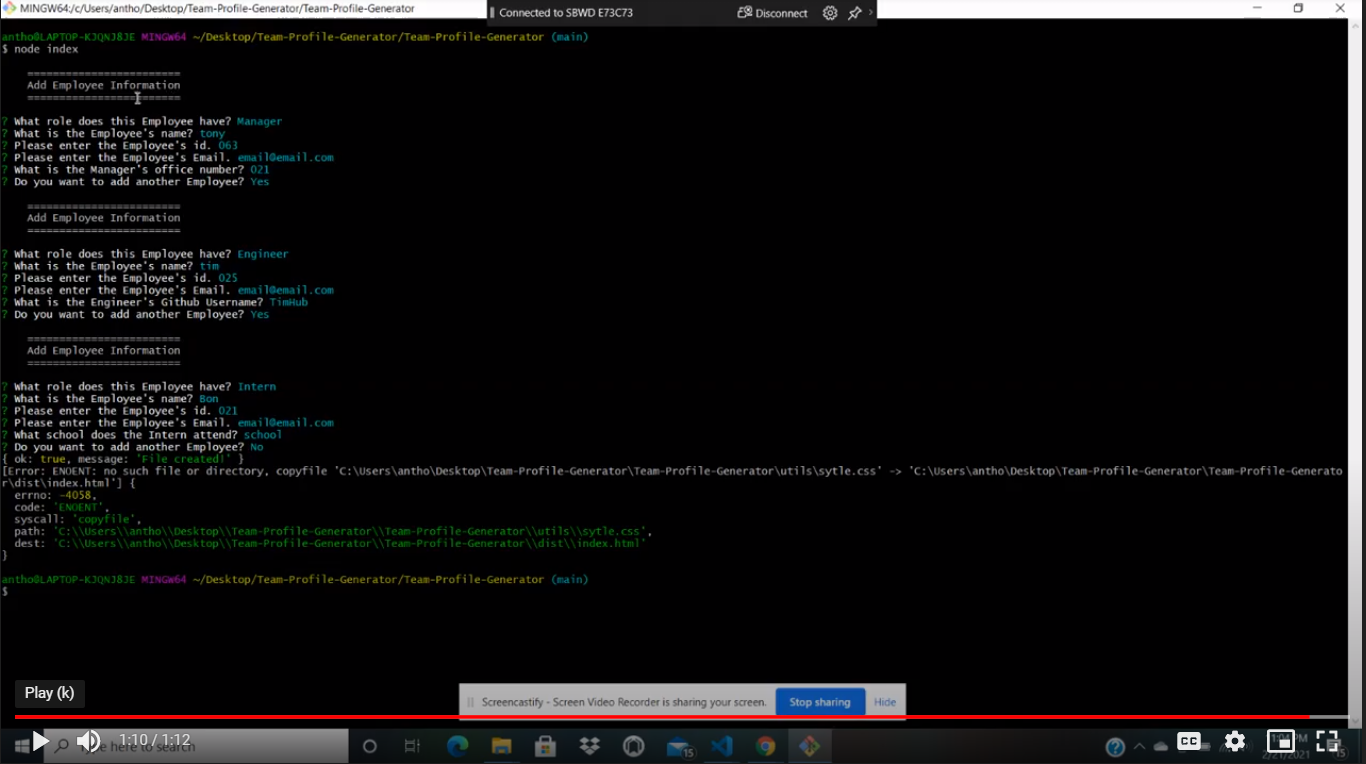 MINGW64:/c/Users/antho/Desktop/Team-Profile-Generator/Team-Profile-Generator
Connected to SBWD E73C73
Disconnect
antho@LAPTOP-KJQNJ8JE MINGW64 ~/Desktop/Team-Profile-Generator/Team-Profile-Generator (main)
$ node index
========================
Add Employee Information
========================
? What role does this Employee have? Manager
? What is the Employee's name? tony
? Please enter the Employee's id. 063
? Please enter the Employee's Email. email@email.com
? What is the Manager's office number? 021
? Do you want to add another Employee? Yes
========================
Add Employee Information
========================
? What role does this Employee have? Engineer
? What is the Employee's name? tim
? Please enter the Employee's id. 025
? Please enter the Employee's Email. email@email.com
? What is the Engineer's Github Username? TimHub
? Do you want to add another Employee? Yes
========================
Add Employee Information
========================
? What role does this Employee have? Intern
? What is the Employee's name? Bon
? Please enter the Employee's id. 021
? Please enter the Employee's Email. email@email.com
? What school does the Intern attend? school
? Do you want to add another Employee? No
{ ok: true, message: 'File created!' }
[Error: ENOENT: no such file or directory, copyfile 'C:\Users\antho\Desktop\Team-Profile-Generator\Team-Profile-Generator\utils\sytle.css' -> 'C:\Users\antho\Desktop\Team-Profile-Generator\Team-Profile-Generato
r\dist\index.html'] {
errno: -4058,
code: 'ENOENT',
syscall: 'copyfile',
path: 'C:\\Users\\antho\\Desktop\\Team-Profile-Generator\\Team-Profile-Generator\\utils\\sytle.css',
dest: 'C:\\Users\\antho\\Desktop\\Team-Profile-Generator\\Team-Profile-Generator\\dist\\index.html'
}
antho@LAPTOP-KJQNJ8JE MINGW64 ~/Desktop/Team-Profile-Generator/Team-Profile-Generator (main)
$
Play (k)
Screencastify - Screen Video Recorder is sharing your screen.
Stop sharing
Hide
1:10 / 1:12
here to search
15
CC
PM
2/21/2021
15